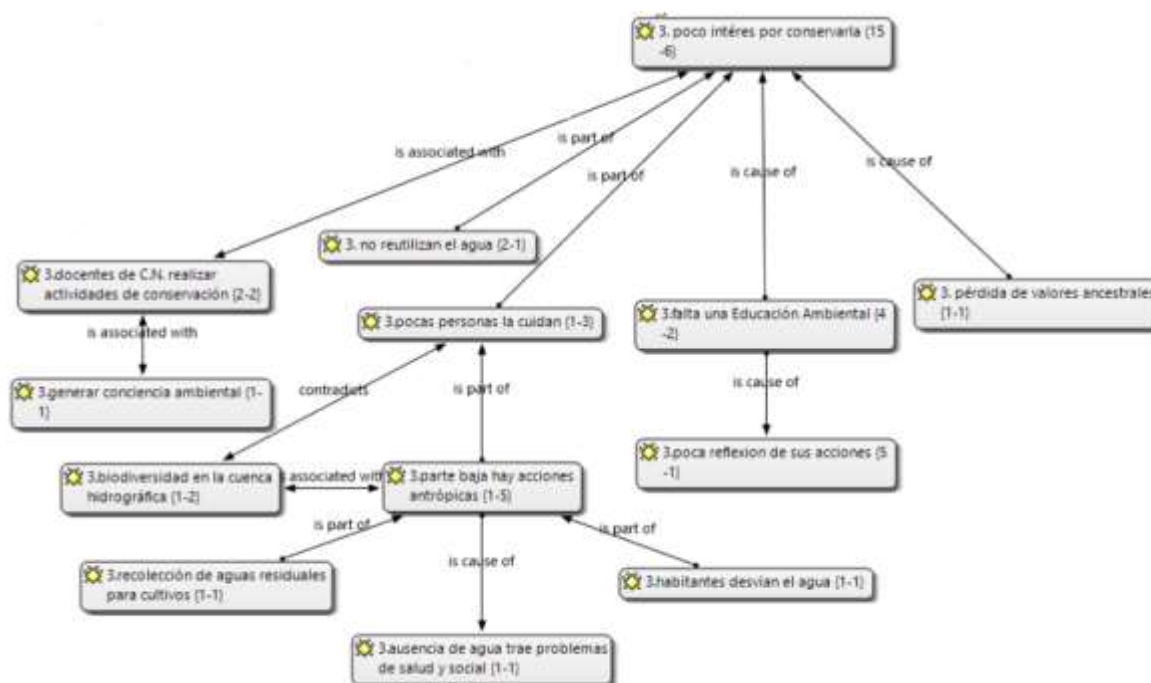 3. poco intéres por conservarla {15
-6}
is part of
is associated with
is part of
is cause of
is cause of
3. no reutilizan el agua {2-1}
3.docentes de C.N. realizar
actividades de conservación {2-2}
3. pérdida de valores ancestrales
{1-1}
3.pocas personas la cuidan {1-3}
3.falta una Educación Ambiental {4
-2}
is associated with
3.generar conciencia ambiental {1-
1}
contradicts
is part of
is cause of
3.poca reflexion de sus acciones {5
-1}
3.biodiversidad en la cuenca
hidrográfica {1-2}
is associated with
3.parte baja hay acciones
antrópicas {1-5}
is part of
is cause of
is part of
3.recolección de aguas residuales
para cultivos {1-1}
3.habitantes desvian el agua {1-1}
3.ausencia de agua trae problemas
de salud y social {1-1}